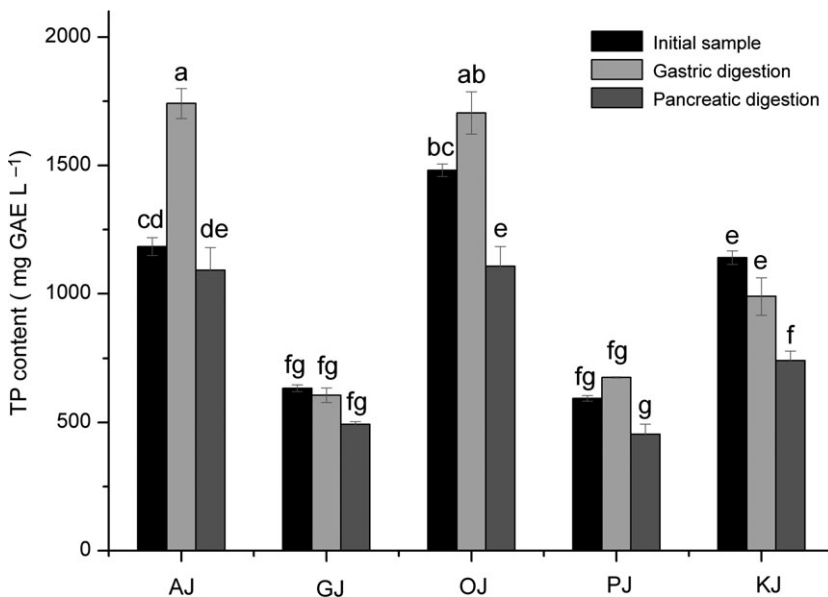 2000
1500
1000
500
0
TP content ( mg GAE L −1)
Initial sample
Gastric digestion
Pancreatic digestion
cd
a
de
fg
fg
fg
bc
ab
e
fg
fg
g
e
e
f
AJ
GJ
OJ
PJ
KJ